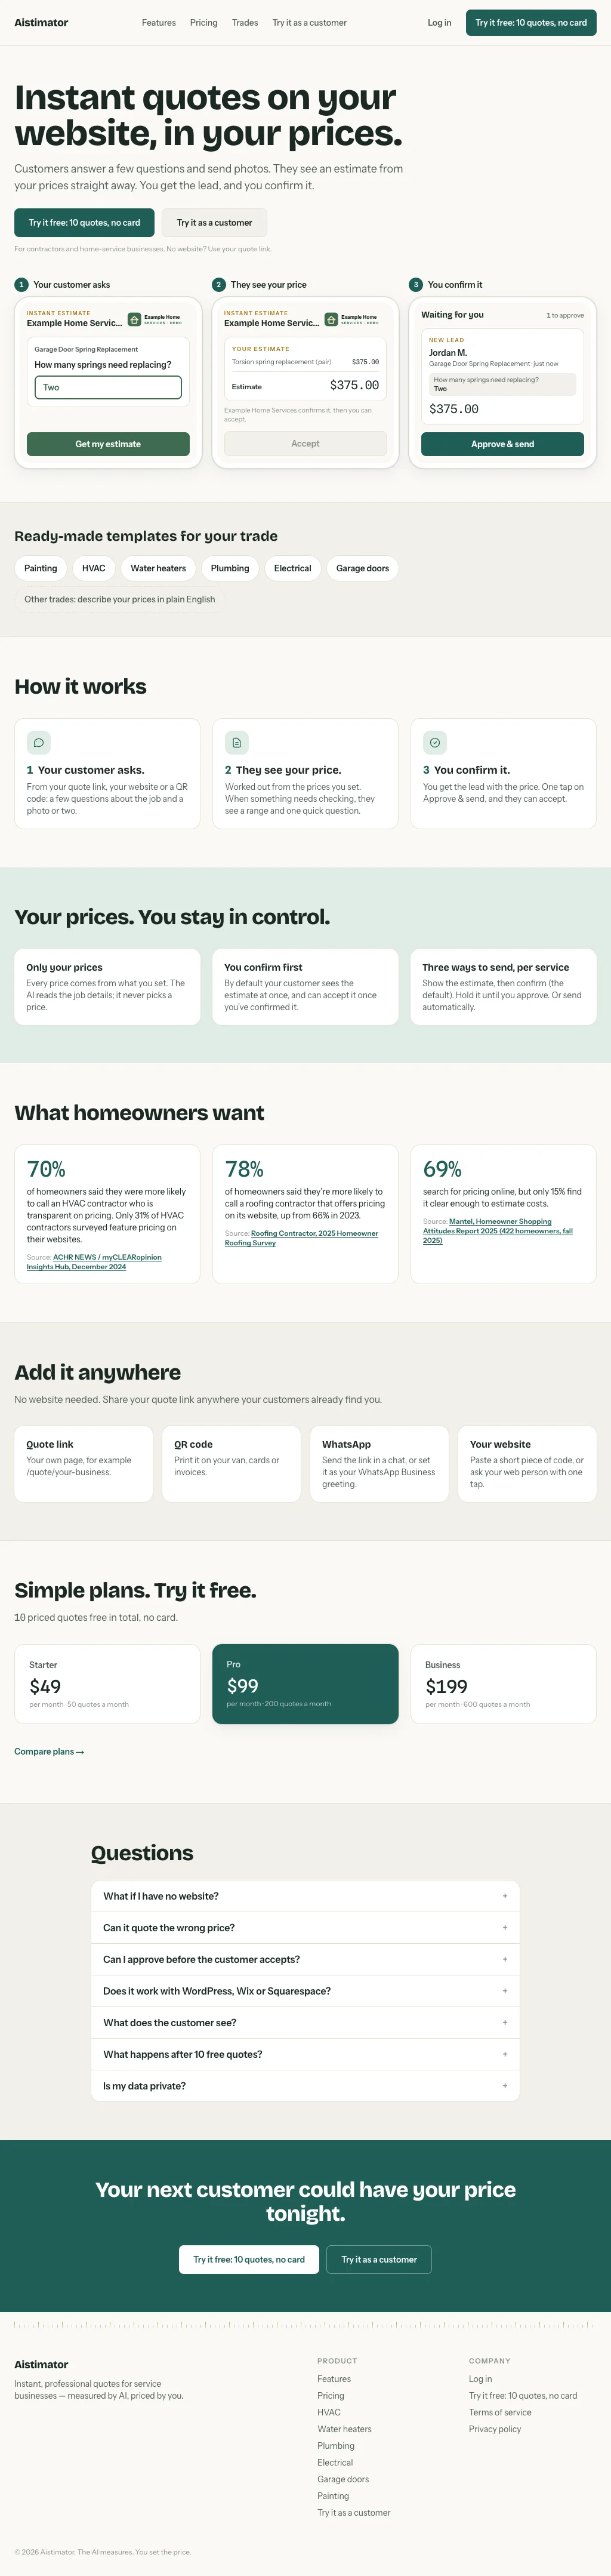 Aistimator
Features
Pricing
Trades
Try it as a customer
Log in
Try it free: 10 quotes, no card
Instant quotes on your
website, in your prices.
Customers answer a few questions and send photos. They see an estimate from
your prices straight away. You get the lead, and you confirm it.
Try it free: 10 quotes, no card
Try it as a customer
For contractors and home-service businesses. No website? Use your quote link.
1 Your customer asks
INSTANT ESTIMATE
Example Home Servic...
Example Home
SERVICES · DEMO
Garage Door Spring Replacement
How many springs need replacing?
Two
Get my estimate
2 They see your price
INSTANT ESTIMATE
Example Home Servic...
Example Home
SERVICES · DEMO
YOUR ESTIMATE
Torsion spring replacement (pair) $375.00
Estimate $375.00
Example Home Services confirms it, then you can
accept.
Accept
3 You confirm it
Waiting for you 1 to approve
NEW LEAD
Jordan M.
Garage Door Spring Replacement · just now
How many springs need replacing?
Two
$375.00
Approve & send
Ready-made templates for your trade
Painting
HVAC
Water heaters
Plumbing
Electrical
Garage doors
Other trades: describe your prices in plain English
How it works
1 Your customer asks.
From your quote link, your website or a QR
code: a few questions about the job and a
photo or two.
2 They see your price.
Worked out from the prices you set.
When something needs checking, they
see a range and one quick question.
3 You confirm it.
You get the lead with the price. One tap on
Approve & send, and they can accept.
Your prices. You stay in control.
Only your prices
Every price comes from what you set. The
AI reads the job details; it never picks a
price.
You confirm first
By default your customer sees the
estimate at once, and can accept it once
you've confirmed it.
Three ways to send, per service
Show the estimate, then confirm (the
default). Hold it until you approve. Or send
automatically.
What homeowners want
70%
of homeowners said they were more likely
to call an HVAC contractor who is
transparent on pricing. Only 31% of HVAC
contractors surveyed feature pricing on
their websites.
Source: ACHR NEWS / myCLEARopinion
Insights Hub, December 2024
78%
of homeowners said they're more likely to
call a roofing contractor that offers pricing
on its website, up from 66% in 2023.
Source: Roofing Contractor, 2025 Homeowner
Roofing Survey
69%
search for pricing online, but only 15% find
it clear enough to estimate costs.
Source: Mantel, Homeowner Shopping
Attitudes Report 2025 (422 homeowners, fall
2025)
Add it anywhere
No website needed. Share your quote link anywhere your customers already find you.
Quote link
Your own page, for example
/quote/your-business.
QR code
Print it on your van, cards or
invoices.
WhatsApp
Send the link in a chat, or set
it as your WhatsApp Business
greeting.
Your website
Paste a short piece of code, or
ask your web person with one
tap.
Simple plans. Try it free.
10 priced quotes free in total, no card.
Starter
$49
per month · 50 quotes a month
Pro
$99
per month · 200 quotes a month
Business
$199
per month · 600 quotes a month
Compare plans →
Questions
What if I have no website? +
Can it quote the wrong price? +
Can I approve before the customer accepts? +
Does it work with WordPress, Wix or Squarespace? +
What does the customer see? +
What happens after 10 free quotes? +
Is my data private? +
Your next customer could have your price
tonight.
Try it free: 10 quotes, no card
Try it as a customer
Aistimator
Instant, professional quotes for service
businesses — measured by AI, priced by you.
PRODUCT
Features
Pricing
HVAC
Water heaters
Plumbing
Electrical
Garage doors
Painting
Try it as a customer
COMPANY
Log in
Try it free: 10 quotes, no card
Terms of service
Privacy policy
© 2026 Aistimator. The AI measures. You set the price.